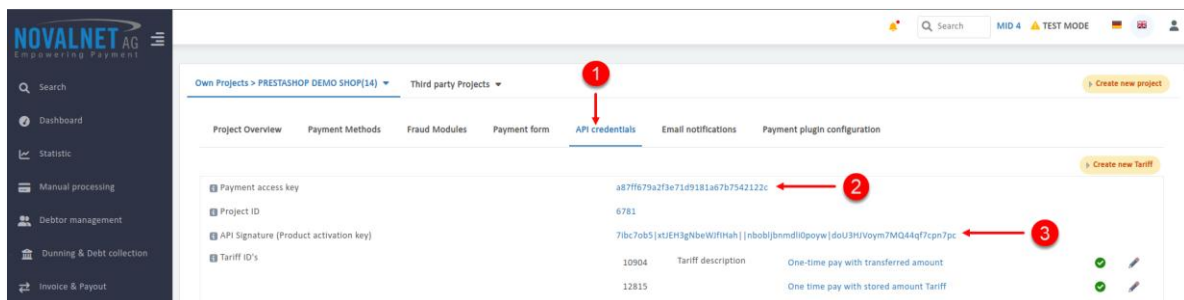 NOVALNET AG
Empowering Payment
Search
MID 4
TEST MODE
Search
Dashboard
Statistic
Manual processing
Debtor management
Dunning & Debt collection
Invoice & Payout
Own Projects > PRESTASHOP DEMO SHOP(14)
Third party Projects
1
Create new project
Project Overview
Payment Methods
Fraud Modules
Payment form
API credentials
Email notifications
Payment plugin configuration
Create new Tariff
Payment access key
a87ff679a2f3e71d9181a67b7542122c
2
Project ID
6781
API Signature (Product activation key)
7ibc7ob5|xtJEH3gNbeWJfIHah||nbobljbnmdli0poyw|doU3HJVoym7MQ44qf7cpn7pc
3
Tariff ID's
10904
Tariff description
One-time pay with transferred amount
12815
One time pay with stored amount Tariff